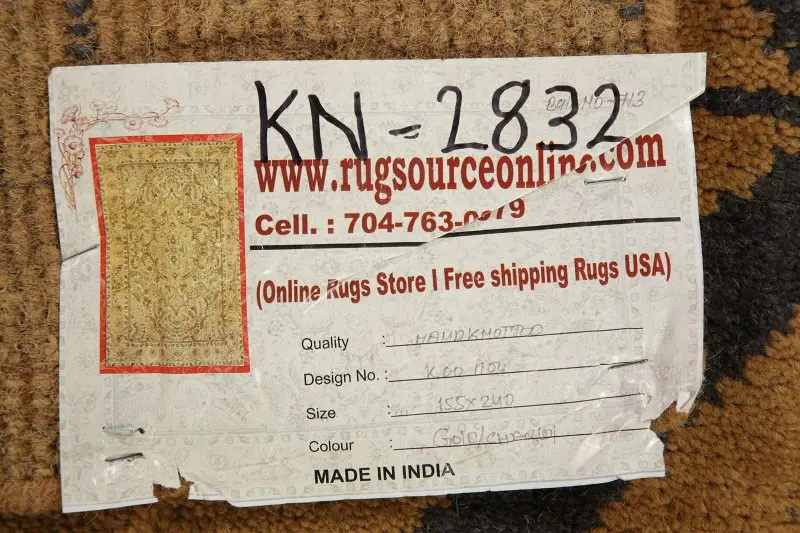 KN-2832
www.rugsourceonline.com
Cell. : 704-763-
(Online Rugs Store I Free shipping Rugs USA)
Quality : HANDKNOTTED
Design No. :
Size : 155x240
Colour :
MADE IN INDIA